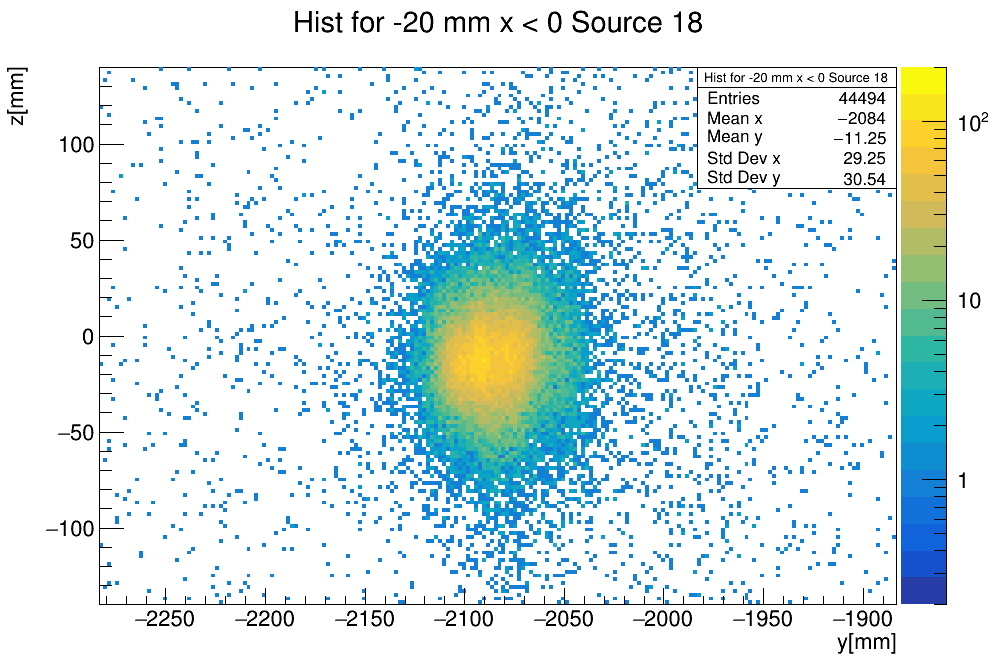 Hist for -20 mm x < 0 Source 18
z[mm]
Hist for -20 mm x < 0 Source 18
Entries 44494
Mean x −2084
Mean y −11.25
Std Dev x 29.25
Std Dev y 30.54
100
50
0
−50
−100
10²
10
1
−2250 −2200 −2150 −2100 −2050 −2000 −1950 −1900
y[mm]